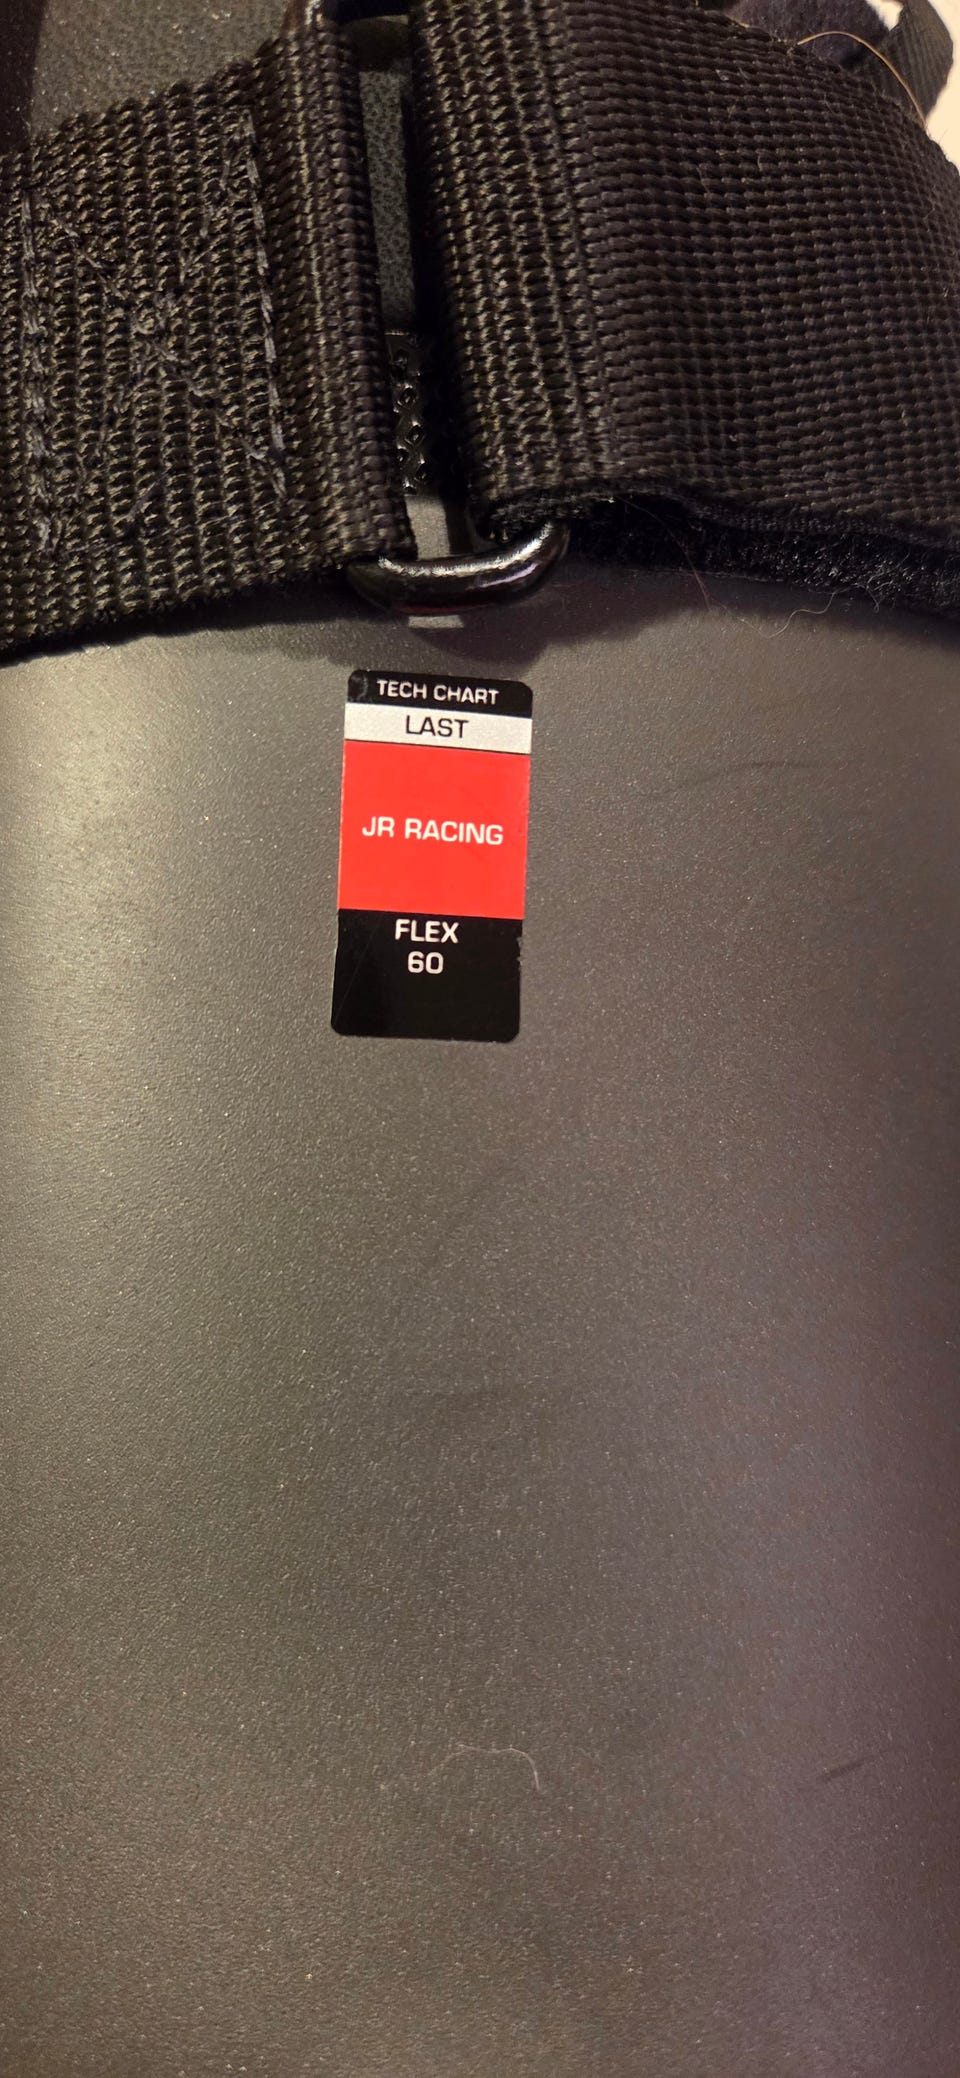 TECH CHART
LAST
JR RACING
FLEX
60